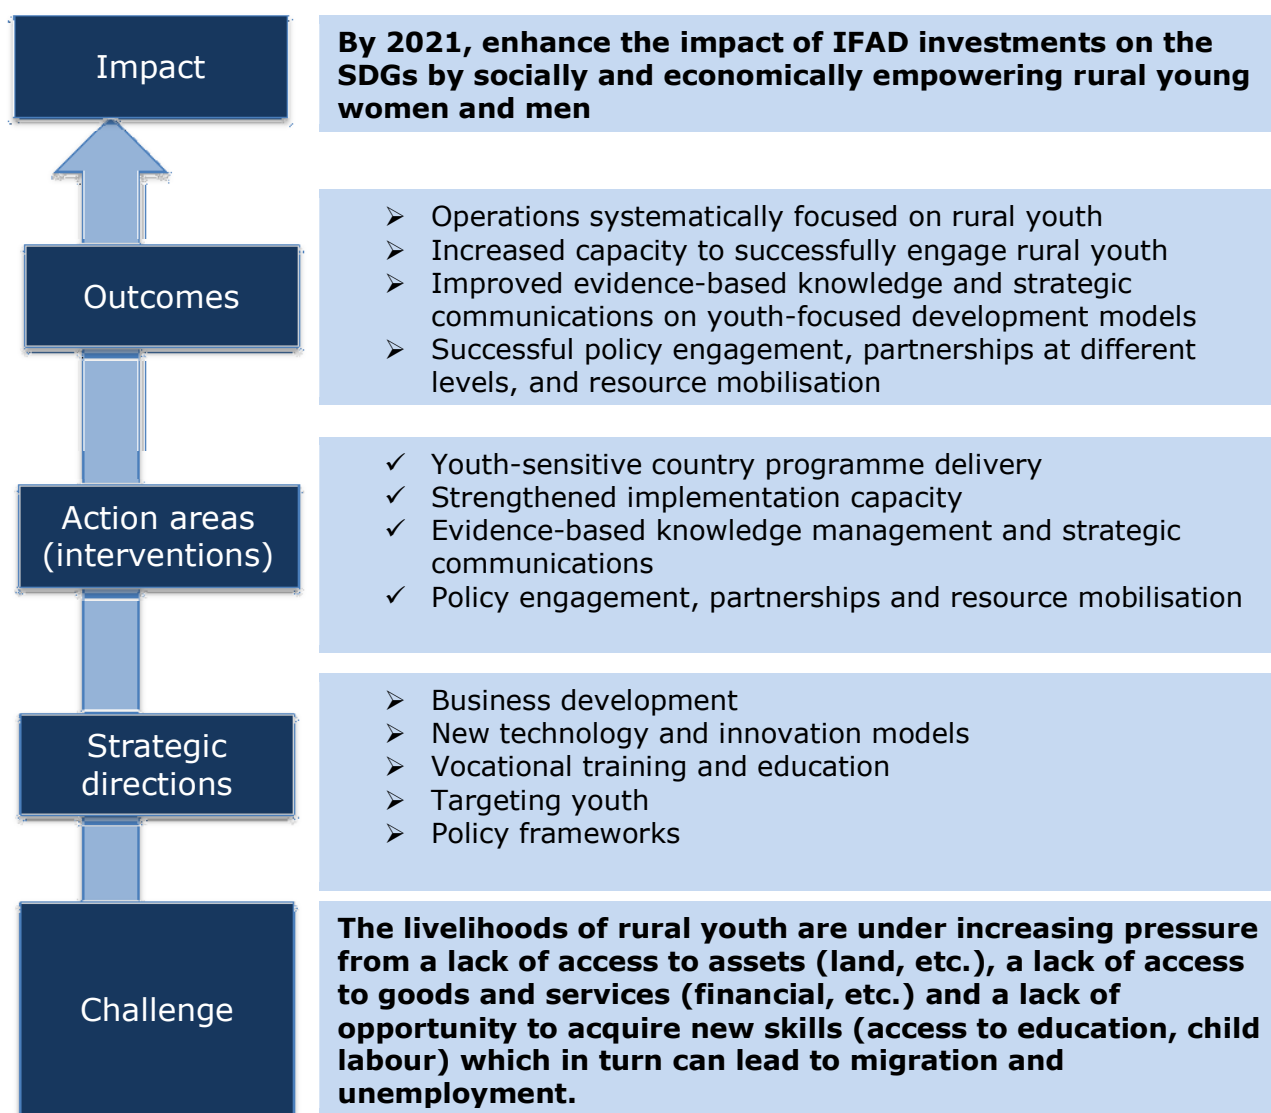 Impact
By 2021, enhance the impact of IFAD investments on the
SDGs by socially and economically empowering rural young
women and men
Outcomes
➢ Operations systematically focused on rural youth
➢ Increased capacity to successfully engage rural youth
➢ Improved evidence-based knowledge and strategic
communications on youth-focused development models
➢ Successful policy engagement, partnerships at different
levels, and resource mobilisation
Action areas
(interventions)
✓ Youth-sensitive country programme delivery
✓ Strengthened implementation capacity
✓ Evidence-based knowledge management and strategic
communications
✓ Policy engagement, partnerships and resource mobilisation
Strategic
directions
➢ Business development
➢ New technology and innovation models
➢ Vocational training and education
➢ Targeting youth
➢ Policy frameworks
Challenge
The livelihoods of rural youth are under increasing pressure
from a lack of access to assets (land, etc.), a lack of access
to goods and services (financial, etc.) and a lack of
opportunity to acquire new skills (access to education, child
labour) which in turn can lead to migration and
unemployment.